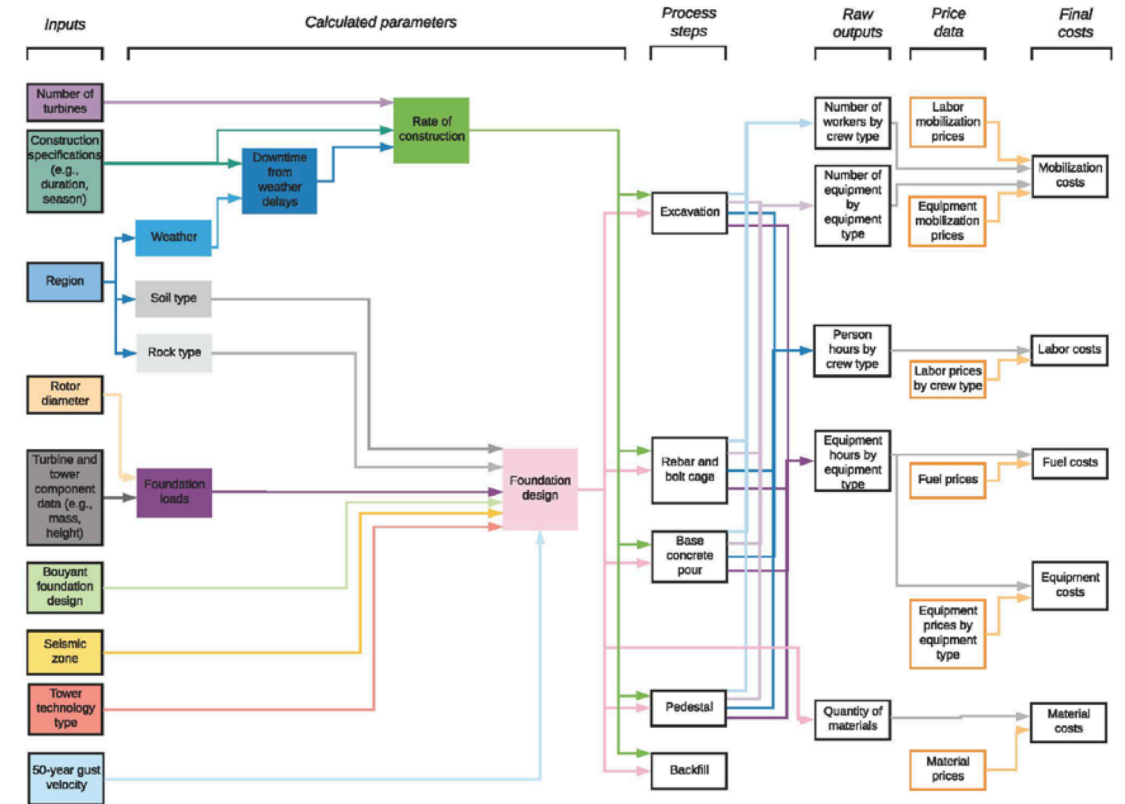 Inputs
Calculated parameters
Process
steps
Raw
outputs
Price
data
Final
costs
Number of
turbines
Construction
specifications
(e.g.,
duration,
season)
Region
Rotor
diameter
Turbine and
tower
component
data (e.g.,
mass,
height)
Bouyant
foundation
design
Seismic
zone
Tower
technology
type
50-year gust
velocity
Downtime
from
weather
delays
Weather
Soil type
Rock type
Foundation
loads
Rate of
construction
Foundation
design
Excavation
Rebar and
bolt cage
Base
concrete
pour
Pedestal
Backfill
Number of
workers by
crew type
Number of
equipment
by
equipment
type
Person
hours by
crew type
Equipment
hours by
equipment
type
Quantity of
materials
Labor
mobilization
prices
Equipment
mobilization
prices
Labor prices
by crew type
Fuel prices
Equipment
prices by
equipment
type
Material
prices
Mobilization
costs
Labor costs
Fuel costs
Equipment
costs
Material
costs